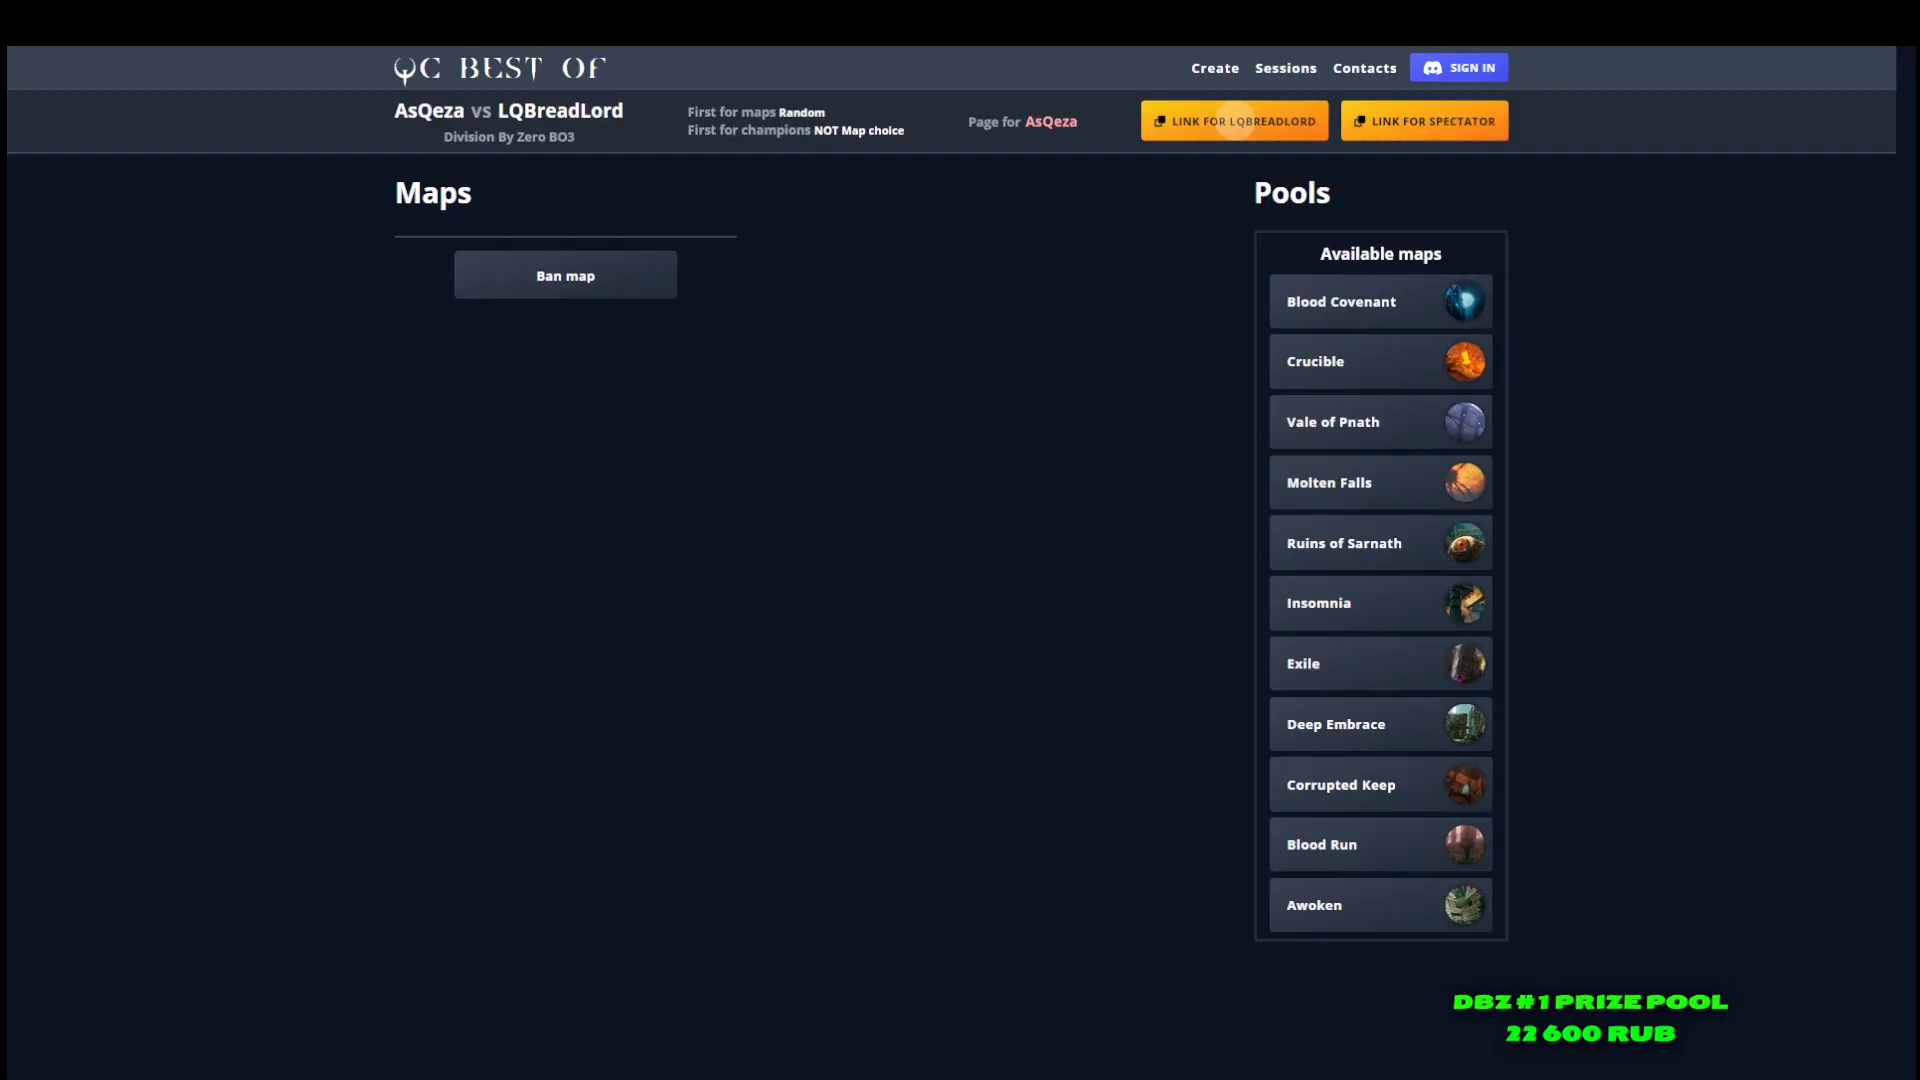 QC BEST OF
Create Sessions Contacts SIGN IN
AsQeza vs LQBreadLord
Division By Zero BO3
First for maps Random
First for champions NOT Map choice
Page for AsQeza
LINK FOR LQBREADLORD
LINK FOR SPECTATOR
Maps
Ban map
Pools
Available maps
Blood Covenant
Crucible
Vale of Pnath
Molten Falls
Ruins of Sarnath
Insomnia
Exile
Deep Embrace
Corrupted Keep
Blood Run
Awoken
DBZ #1 PRIZE POOL
22 600 RUB